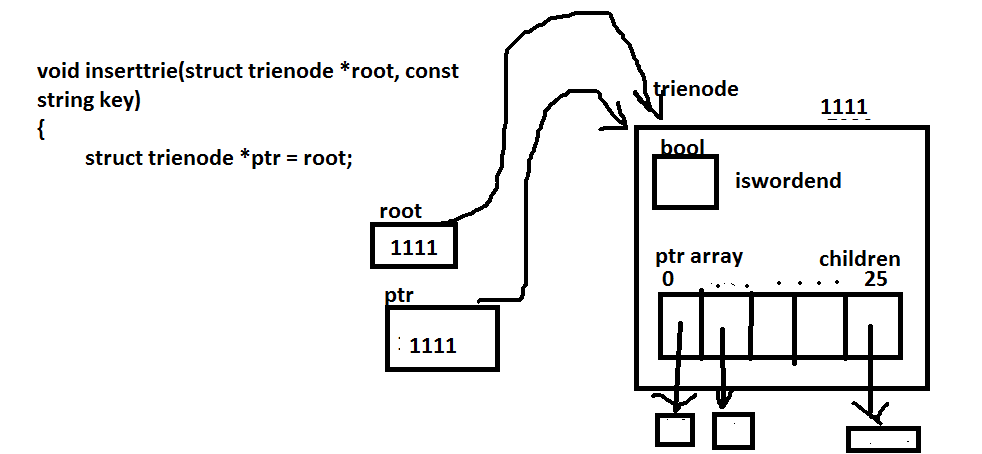 void inserttrie(struct trienode *root, const
string key)
{
struct trienode *ptr = root;
trienode
1111
bool
iswordend
root
1111
ptr array
children
0
25
ptr
1111